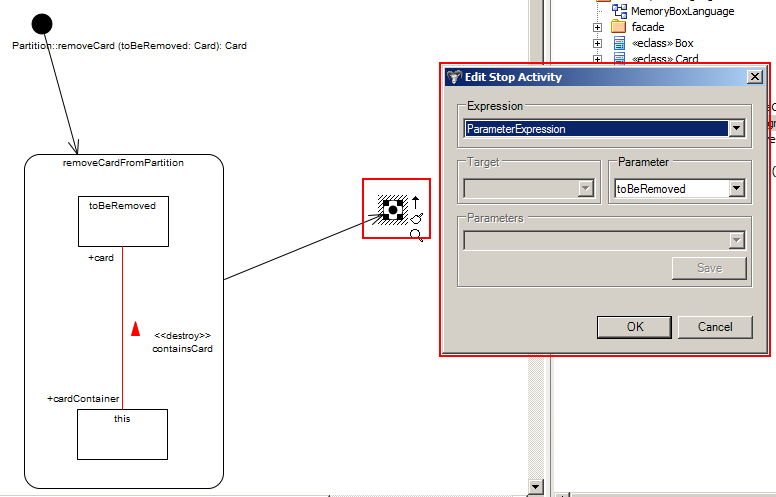 Partition::removeCard (toBeRemoved: Card): Card
removeCardFromPartition
toBeRemoved
+card
<<destroy>>
containsCard
+cardContainer
this
MemoryBoxLanguage
facade
«eclass» Box
«eclass» Card
Edit Stop Activity
Expression
ParameterExpression
Target
Parameter
toBeRemoved
Parameters
Save
OK
Cancel